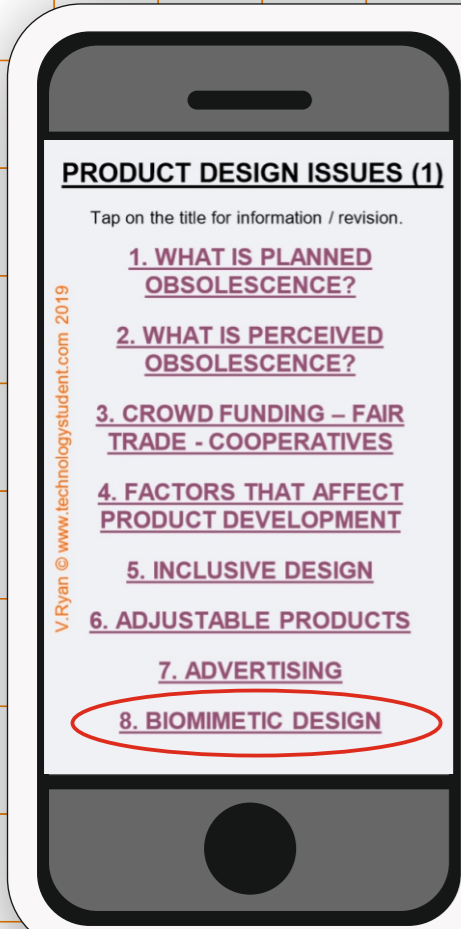 PRODUCT DESIGN ISSUES (1)
Tap on the title for information / revision.
1. WHAT IS PLANNED
OBSOLESCENCE?
2. WHAT IS PERCEIVED
OBSOLESCENCE?
3. CROWD FUNDING – FAIR
TRADE - COOPERATIVES
4. FACTORS THAT AFFECT
PRODUCT DEVELOPMENT
5. INCLUSIVE DESIGN
6. ADJUSTABLE PRODUCTS
7. ADVERTISING
8. BIOMIMETIC DESIGN
V.Ryan © www.technologystudent.com 2019